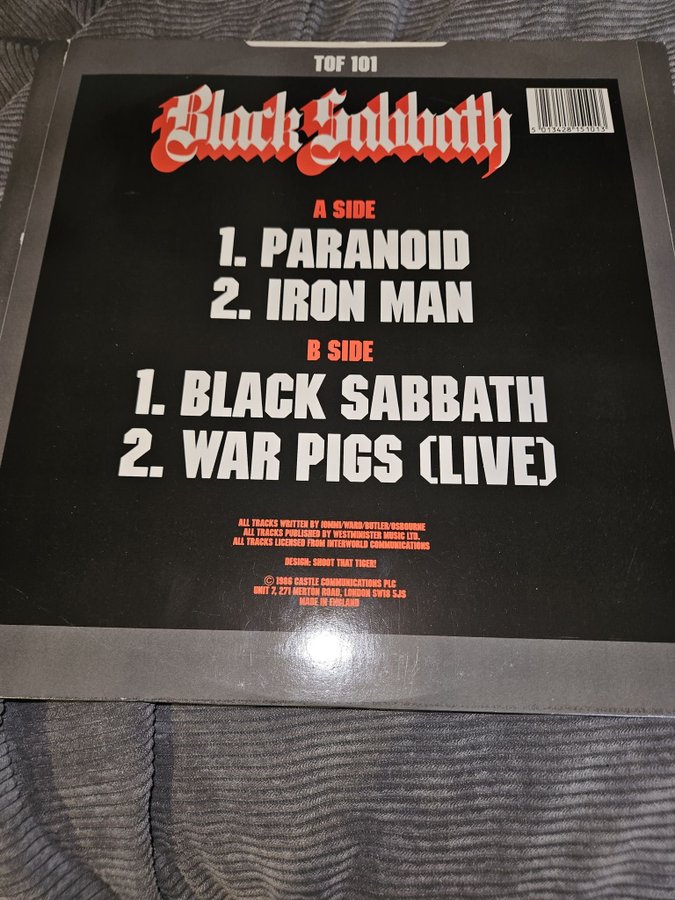 TOF 101
Black Sabbath
5 013428 151013
A SIDE
1. PARANOID
2. IRON MAN
B SIDE
1. BLACK SABBATH
2. WAR PIGS (LIVE)
ALL TRACKS WRITTEN BY IOMMI/WARD/BUTLER/OSBOURNE
ALL TRACKS PUBLISHED BY WESTMINISTER MUSIC LTD.
ALL TRACKS LICENSED FROM INTERWORLD COMMUNICATIONS
DESIGN: SHOOT THAT TIGER!
© 1986 CASTLE COMMUNICATIONS PLC
UNIT 7, 271 MERTON ROAD, LONDON SW18 5JS
MADE IN ENGLAND